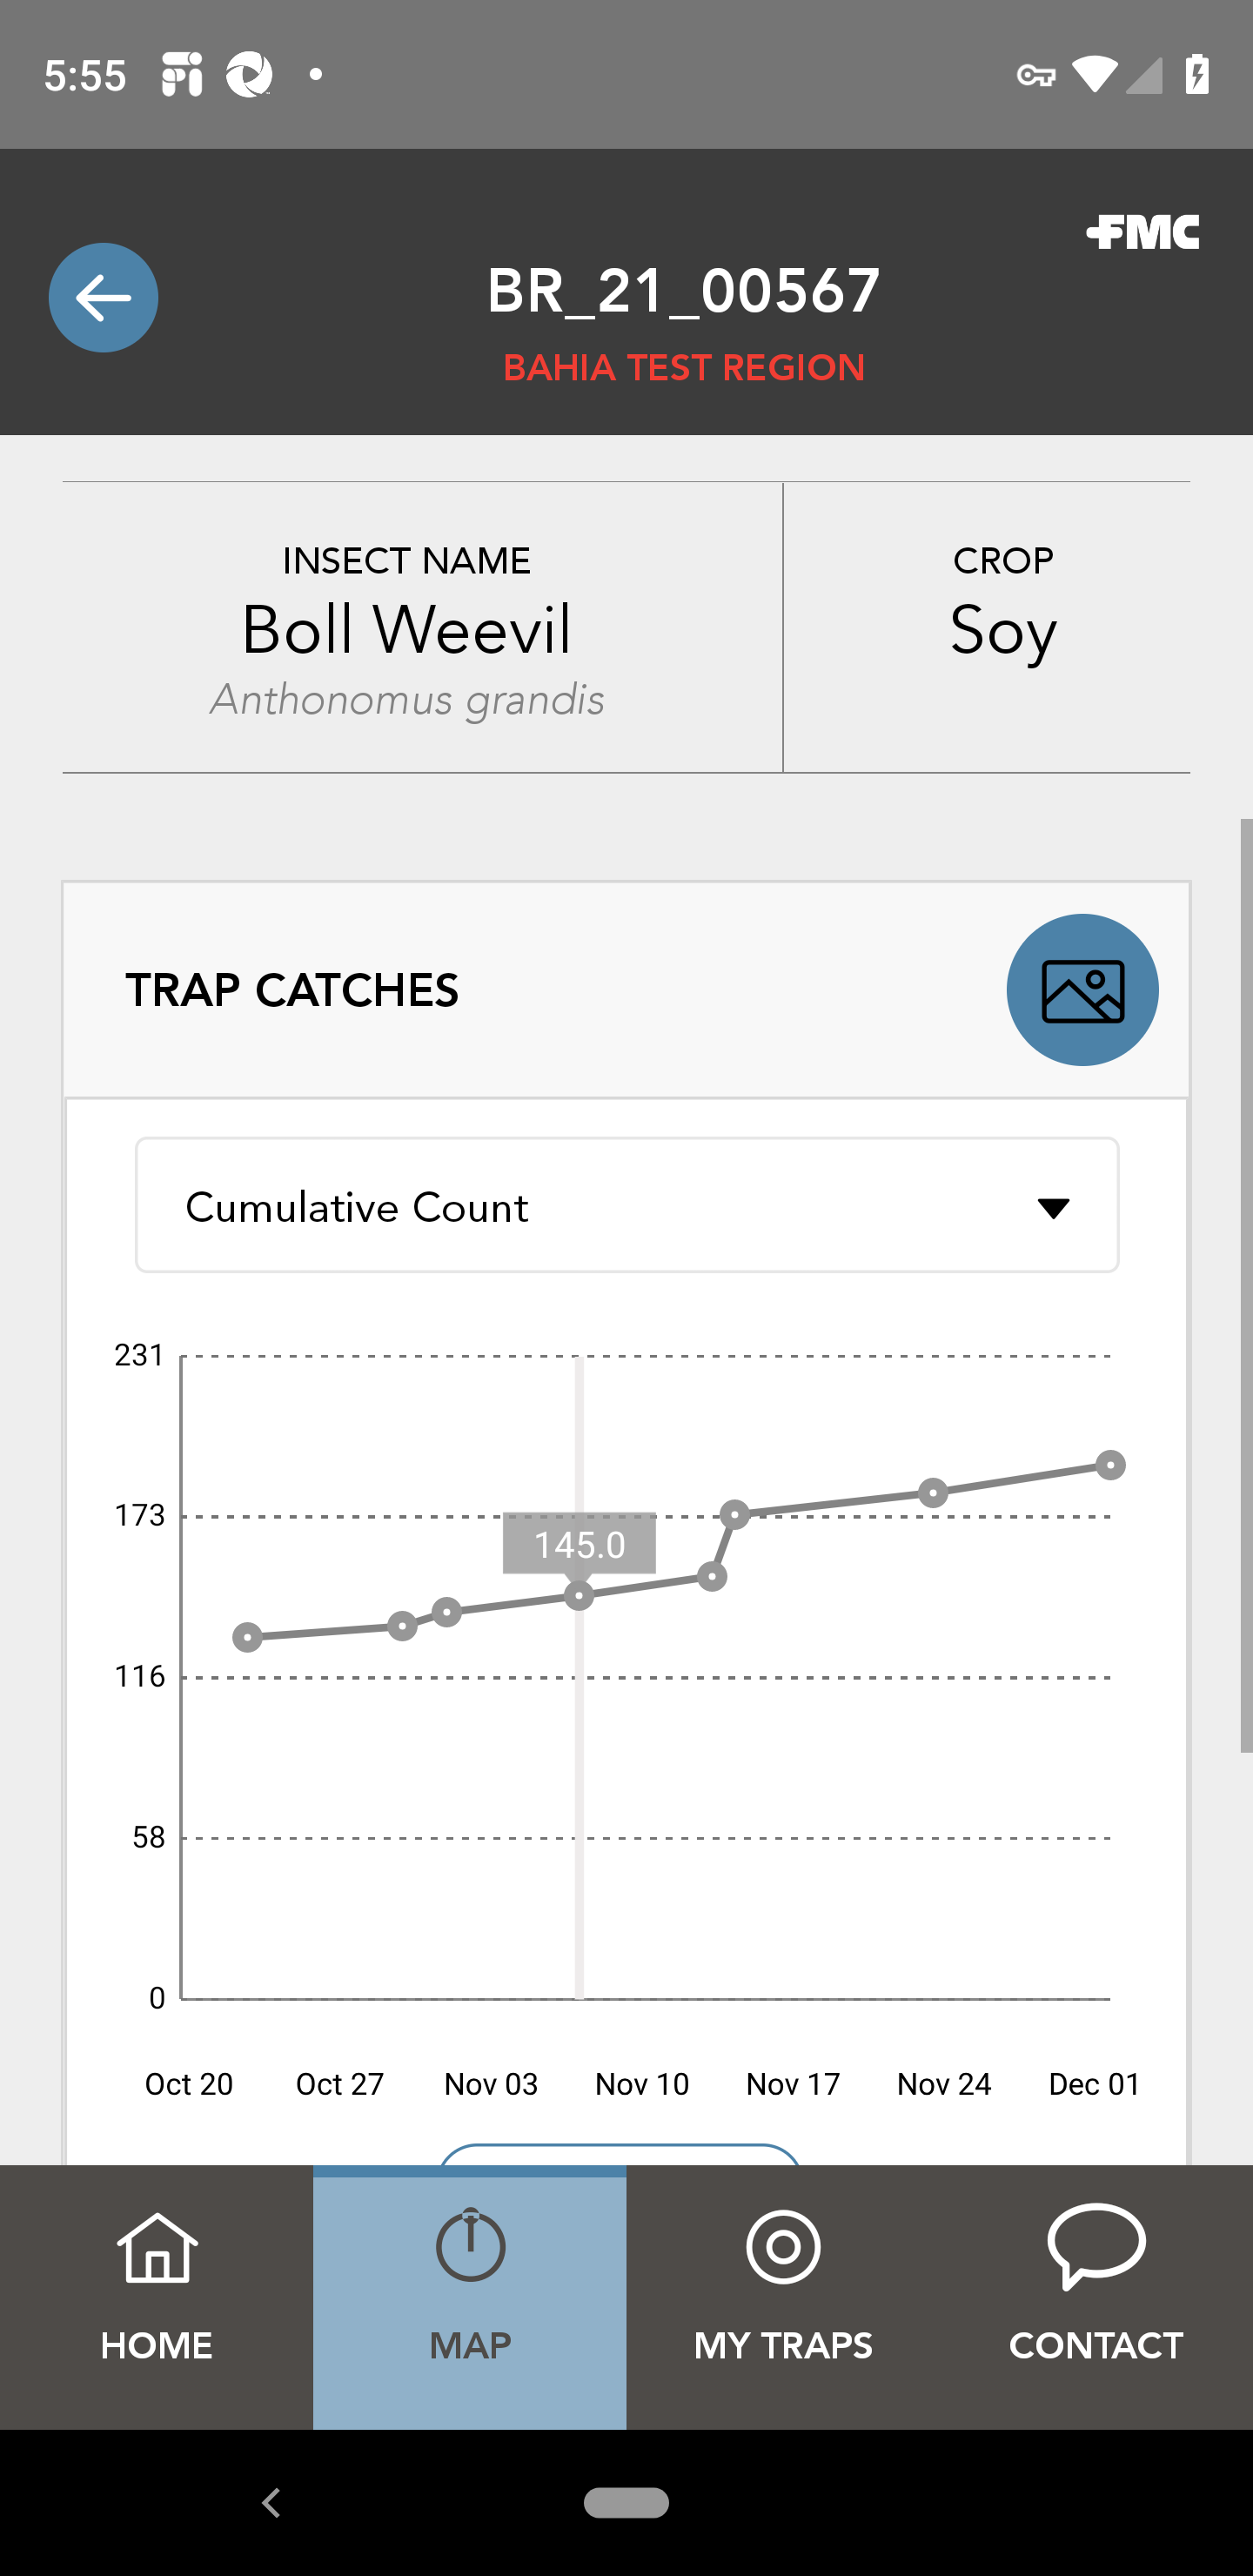 5:55
FMC
BR_21_00567
BAHIA TEST REGION
INSECT NAME
Boll Weevil
Anthonomus grandis
CROP
Soy
TRAP CATCHES
Cumulative Count
231
173
145.0
116
58
0
Oct 20 Oct 27 Nov 03 Nov 10 Nov 17 Nov 24 Dec 01
HOME MAP MY TRAPS CONTACT